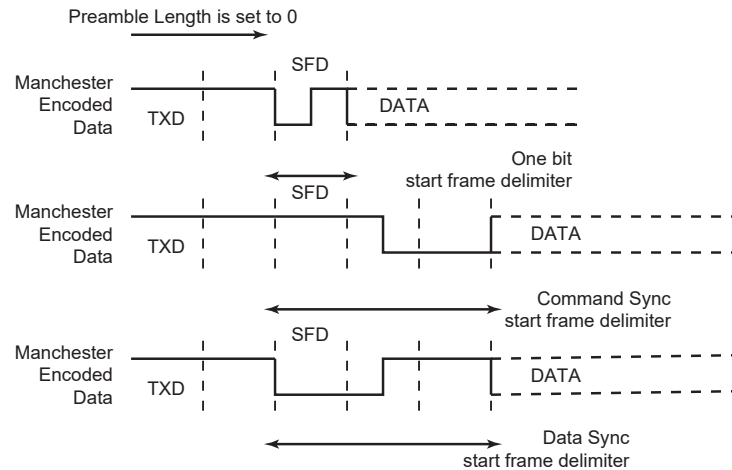 Preamble Length is set to 0
SFD
Manchester
Encoded
Data
TXD
DATA
One bit
start frame delimiter
SFD
Manchester
Encoded
Data
TXD
DATA
Command Sync
start frame delimiter
SFD
Manchester
Encoded
Data
TXD
DATA
Data Sync
start frame delimiter